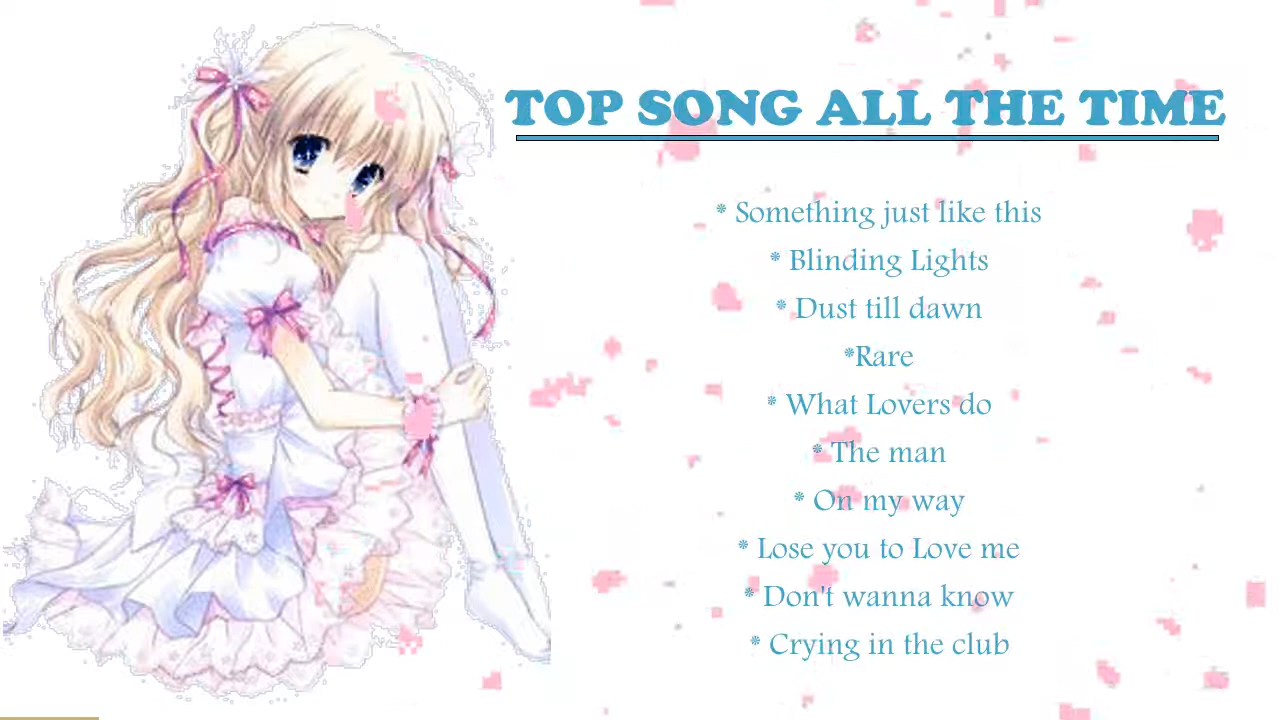 TOP SONG ALL THE TIME
* Something just like this
* Blinding Lights
* Dust till dawn
*Rare
* What Lovers do
* The man
* On my way
* Lose you to Love me
* Don't wanna know
* Crying in the club